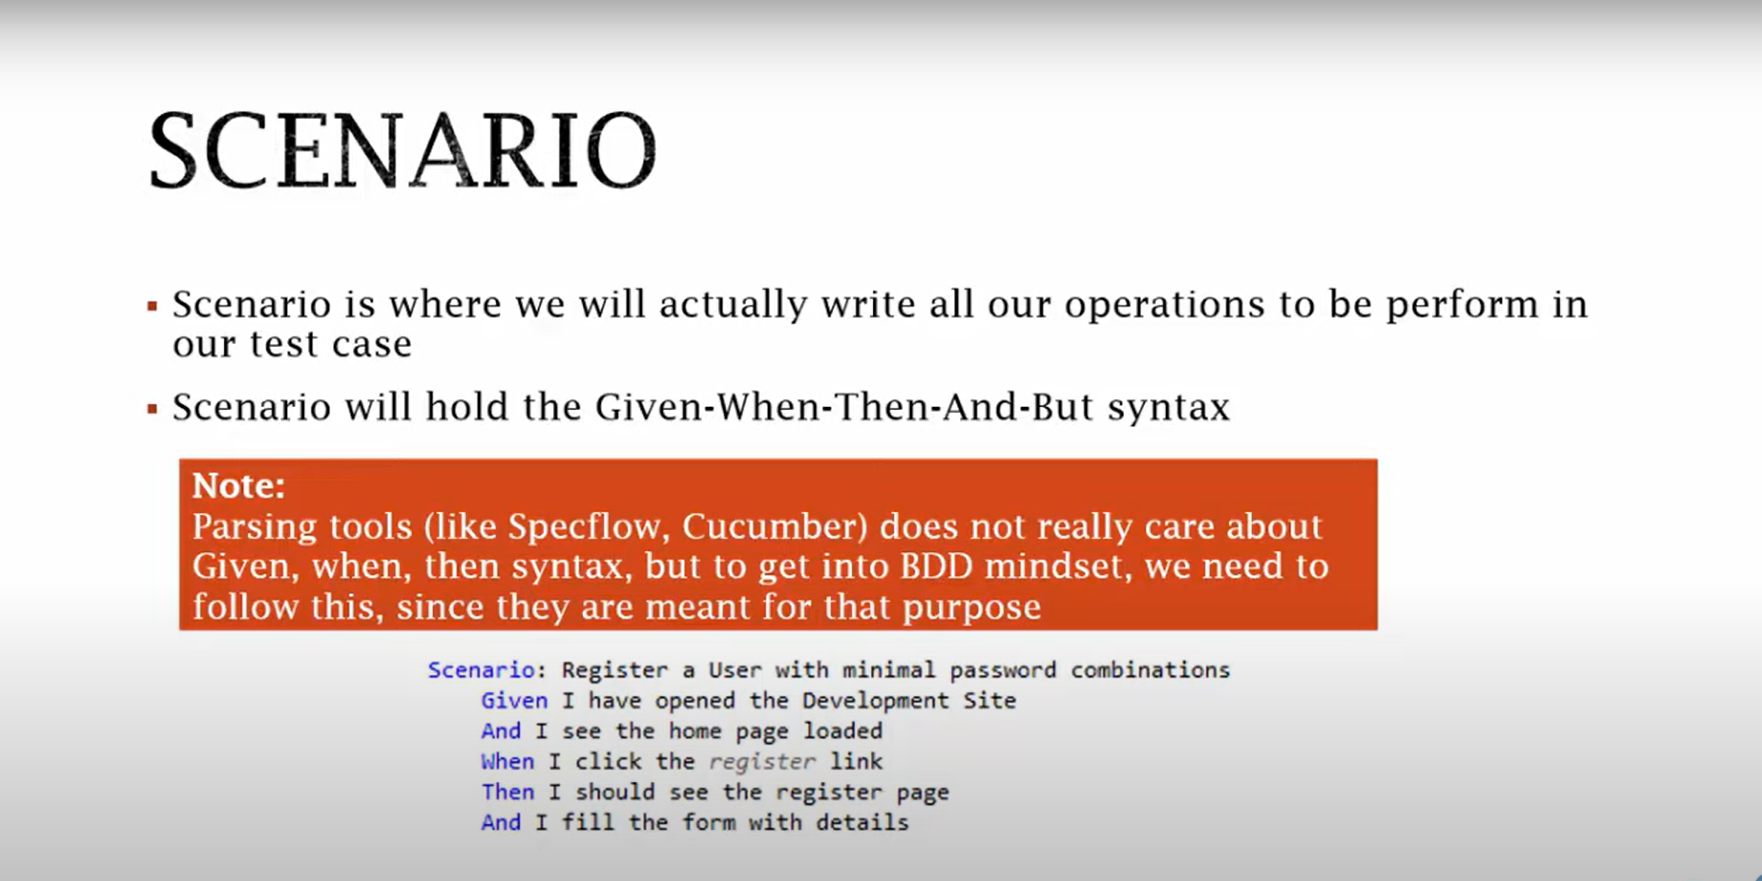 SCENARIO
Scenario is where we will actually write all our operations to be perform in
our test case
Scenario will hold the Given-When-Then-And-But syntax
Note:
Parsing tools (like Specflow, Cucumber) does not really care about
Given, when, then syntax, but to get into BDD mindset, we need to
follow this, since they are meant for that purpose
Scenario: Register a User with minimal password combinations
Given I have opened the Development Site
And I see the home page loaded
When I click the register link
Then I should see the register page
And I fill the form with details